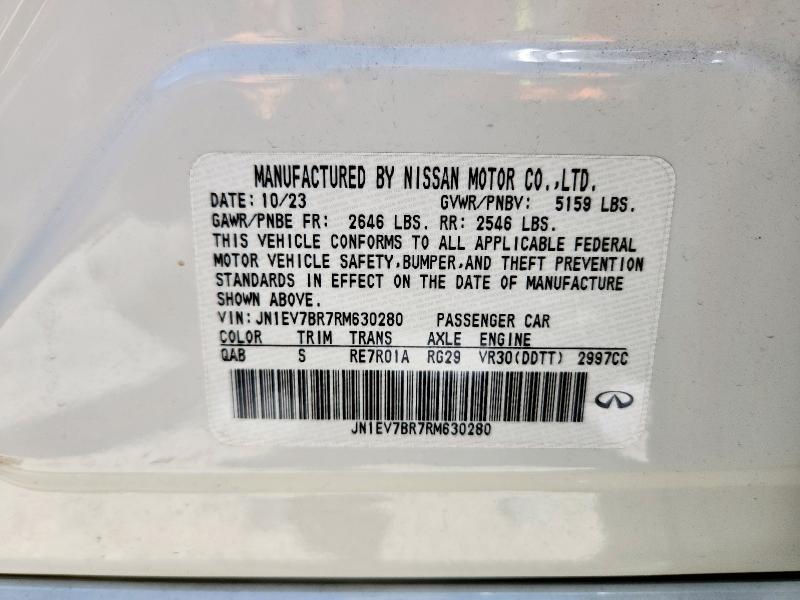 MANUFACTURED BY NISSAN MOTOR CO.,LTD.
DATE: 10/23 GVWR/PNBV: 5159 LBS.
GAWR/PNBE FR: 2646 LBS. RR: 2546 LBS.
THIS VEHICLE CONFORMS TO ALL APPLICABLE FEDERAL
MOTOR VEHICLE SAFETY,BUMPER,AND THEFT PREVENTION
STANDARDS IN EFFECT ON THE DATE OF MANUFACTURE
SHOWN ABOVE.
VIN: JN1EV7BR7RM630280 PASSENGER CAR
COLOR TRIM TRANS AXLE ENGINE
QAB S RE7R01A RG29 VR30(DDTT) 2997CC
JN1EV7BR7RM630280